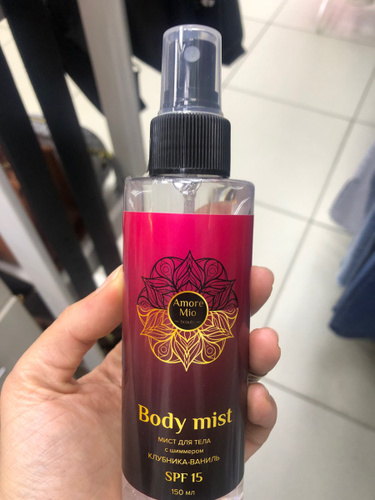 Amore
Mio
Body mist
МИСТ ДЛЯ ТЕЛА
с шиммером
КЛУБНИКА-ВАНИЛЬ
SPF 15
150 мл